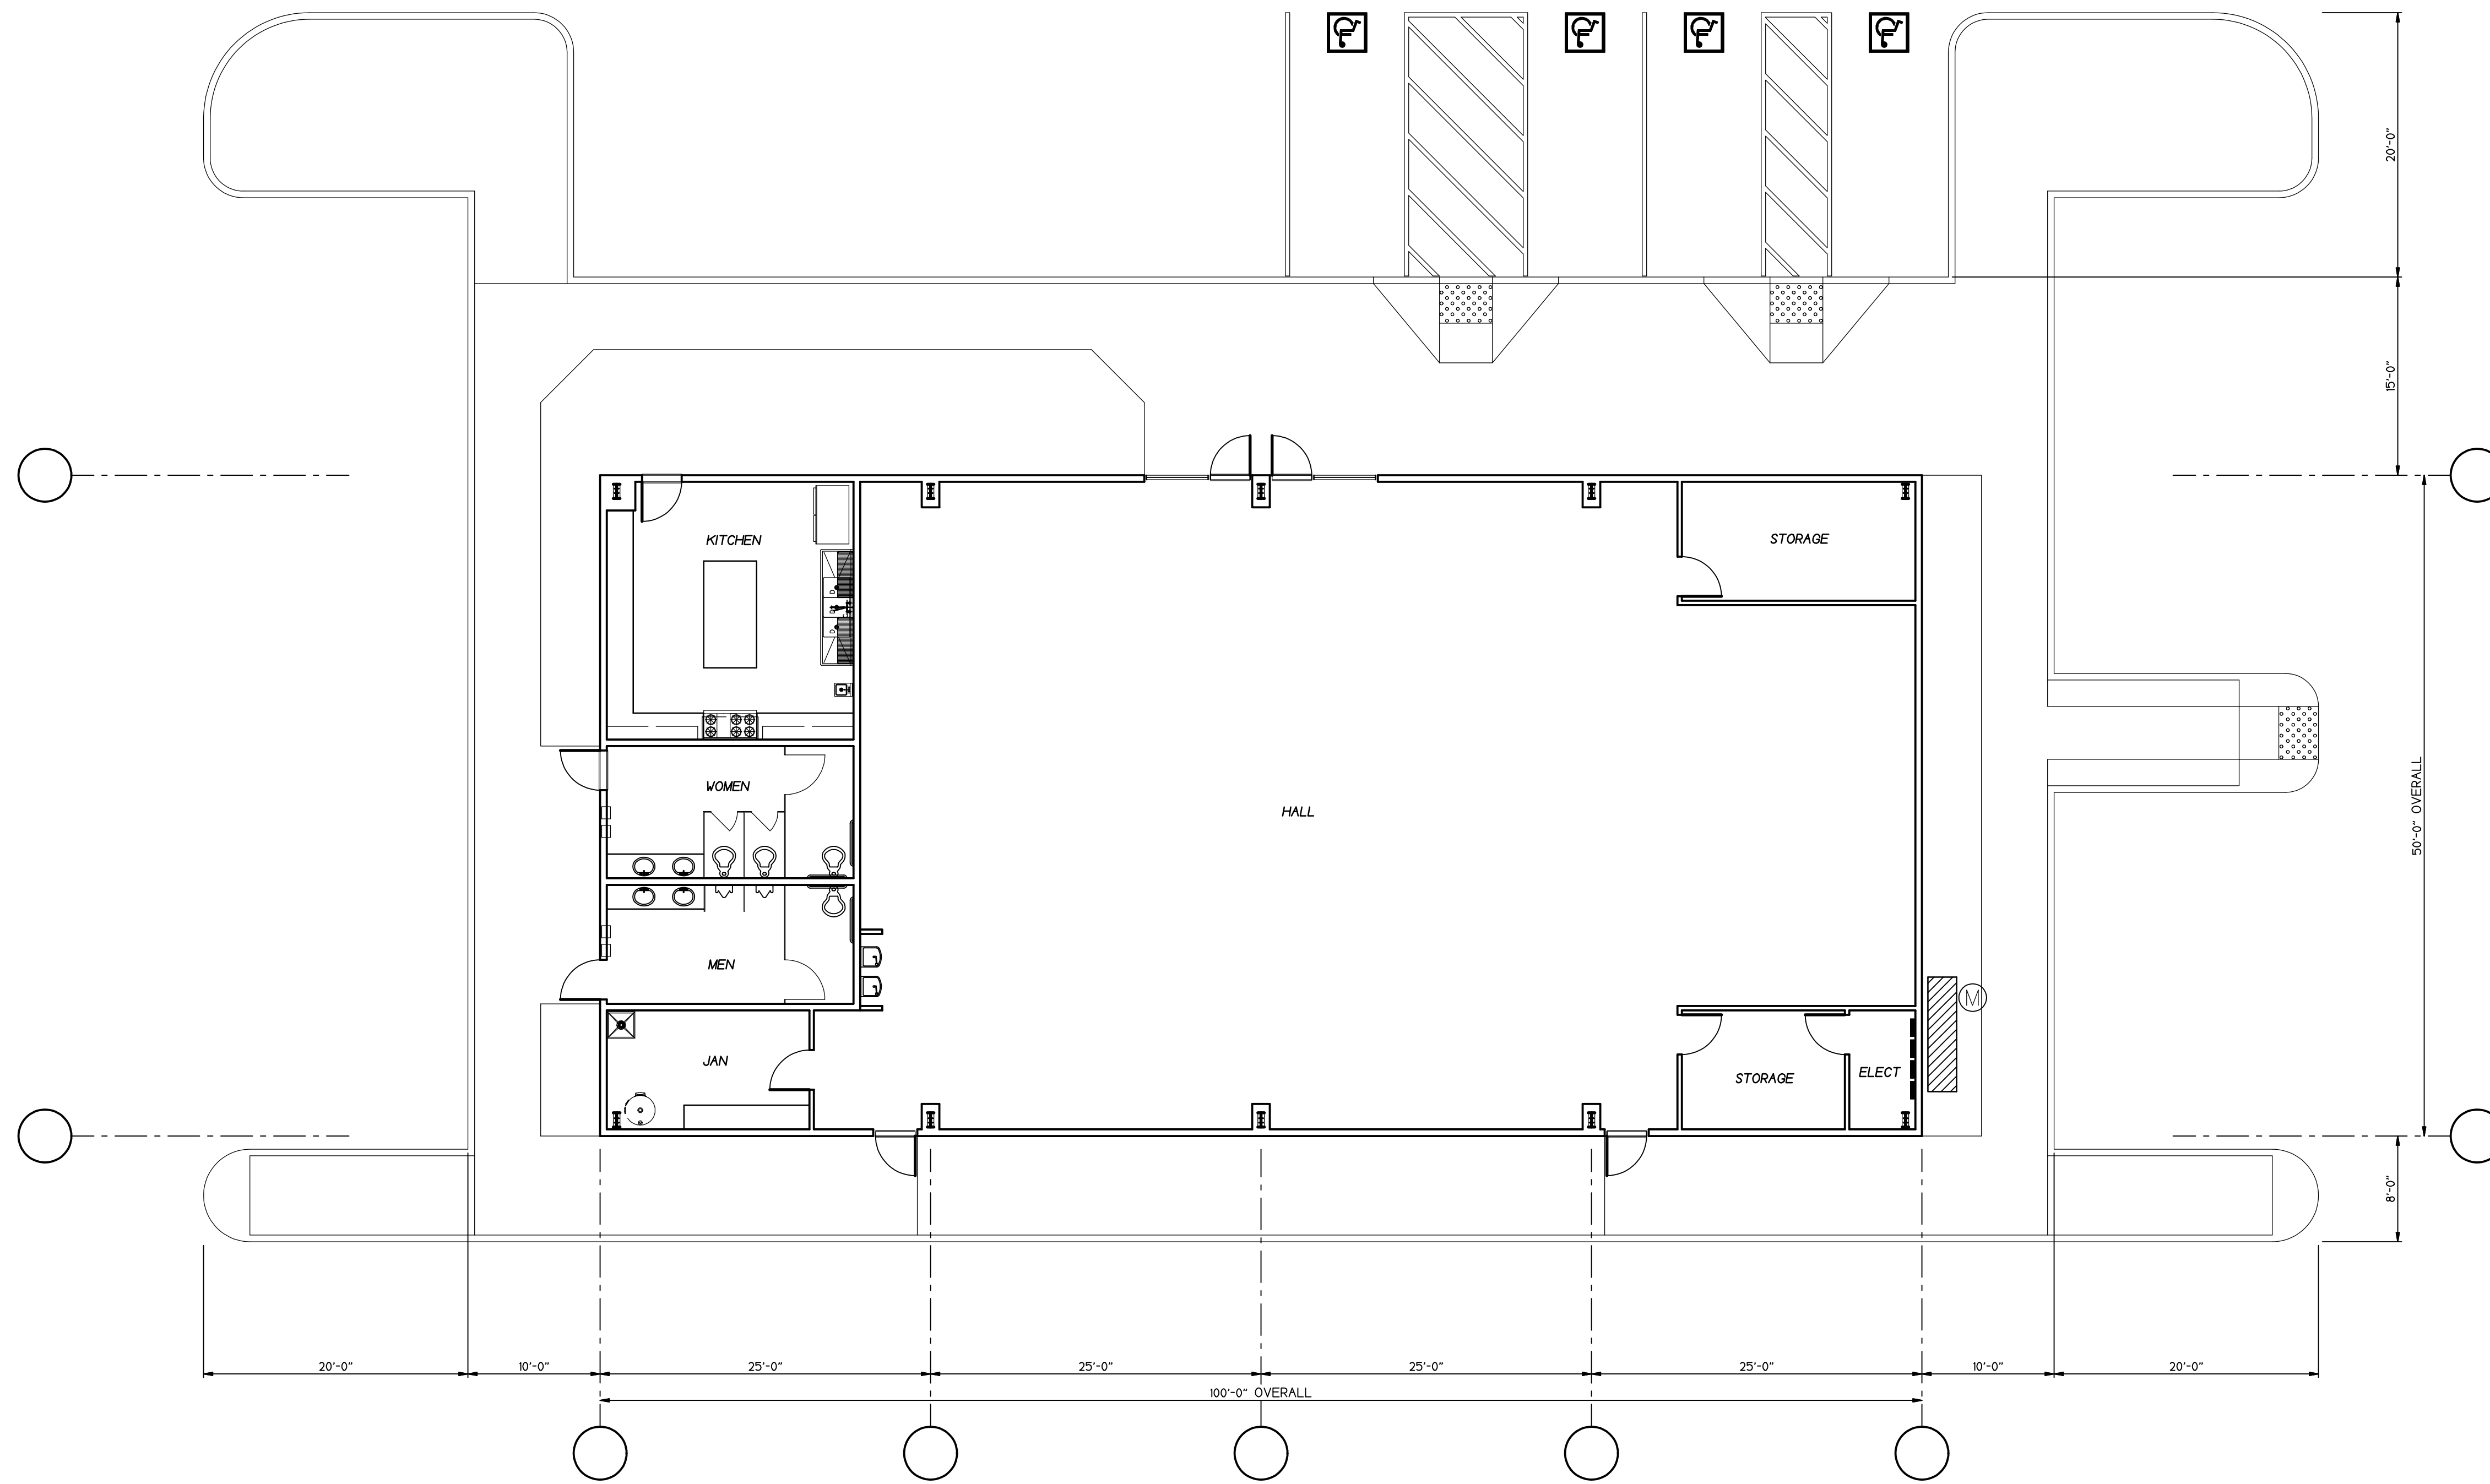 20'-0"
15'-0"
KITCHEN
STORAGE
WOMEN
HALL
50'-0" OVERALL
MEN
M
JAN
STORAGE
ELECT
8'-0"
20'-0" 10'-0" 25'-0" 25'-0" 25'-0" 25'-0" 10'-0" 20'-0"
100'-0" OVERALL